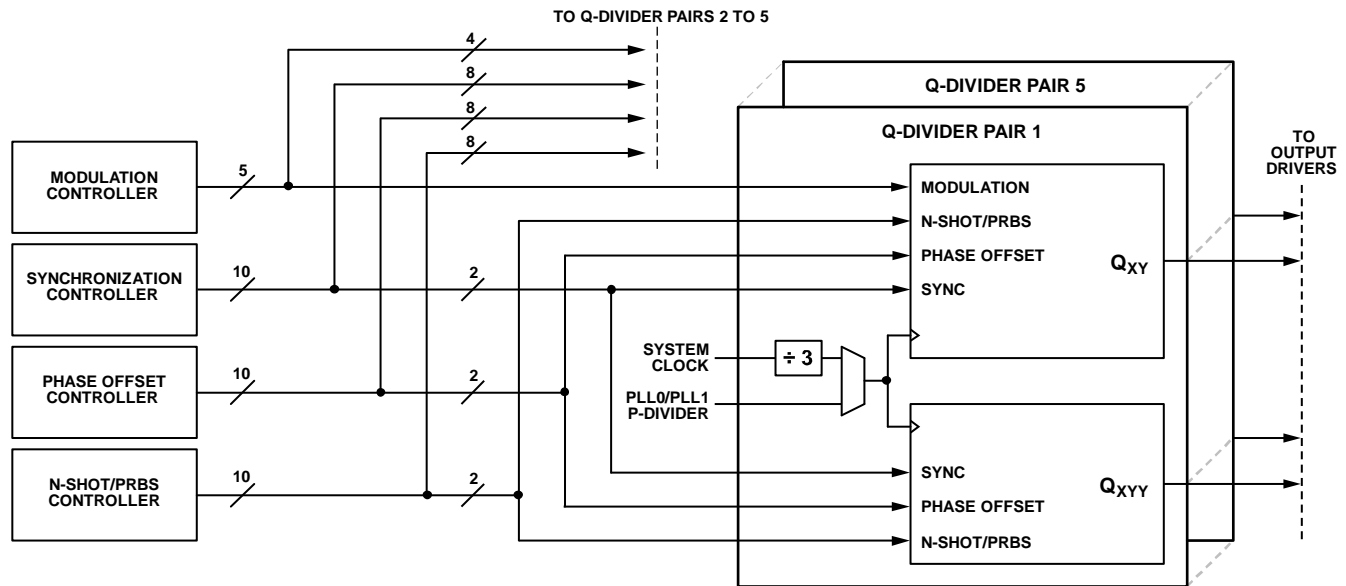 TO Q-DIVIDER PAIRS 2 TO 5
4
8
8
8
Q-DIVIDER PAIR 5
Q-DIVIDER PAIR 1
TO
OUTPUT
DRIVERS
MODULATION
CONTROLLER
5
MODULATION
N-SHOT/PRBS
PHASE OFFSET
SYNC
QXY
SYNCHRONIZATION
CONTROLLER
10
2
SYSTEM
CLOCK
÷ 3
PLL0/PLL1
P-DIVIDER
PHASE OFFSET
CONTROLLER
10
2
N-SHOT/PRBS
CONTROLLER
10
2
SYNC
PHASE OFFSET
N-SHOT/PRBS
QXYY